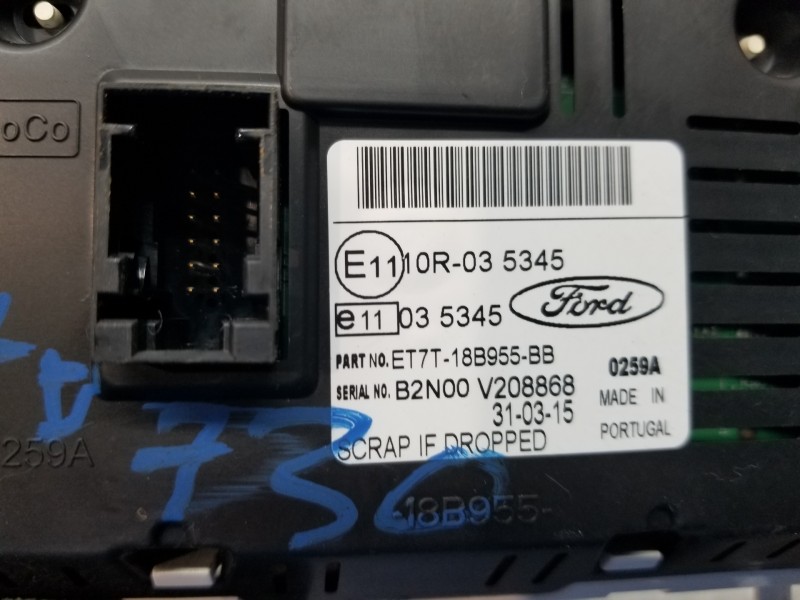 oCo
E11 10R-03 5345
e11 03 5345
Ford
PART NO. ET7T-18B955-BB
0259A
SERIAL NO. B2N00 V208868
MADE IN
31-03-15
PORTUGAL
SCRAP IF DROPPED
259A
730
-18B955-